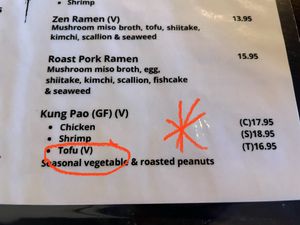 • Shrimp
Zen Ramen (V) 13.95
Mushroom miso broth, tofu, shiitake,
kimchi, scallion & seaweed
Roast Pork Ramen 15.95
Mushroom miso broth, egg,
shiitake, kimchi, scallion, fishcake
& seaweed
Kung Pao (GF) (V)
• Chicken (C)17.95
• Shrimp (S)18.95
• Tofu (V) (T)16.95
Seasonal vegetable & roasted peanuts